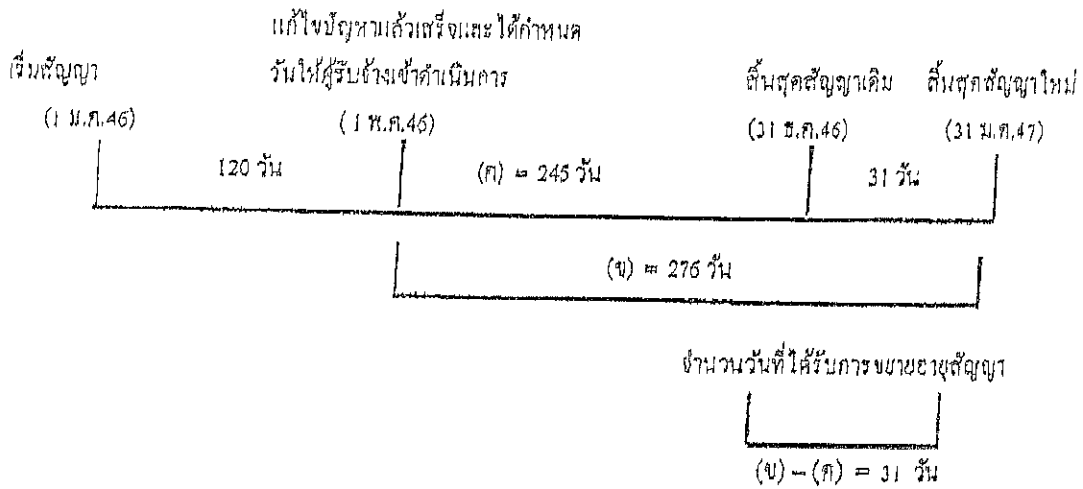 แก้ไขปัญหาแล้วเสร็จและได้กำหนด
เริ่มสัญญา
วันให้ผู้รับจ้างเข้าดำเนินการ
สิ้นสุดสัญญาเดิม
สิ้นสุดสัญญาใหม่
(1 ม.ค.46)
(1 พ.ค.46)
(31 ธ.ค.46)
(31 ม.ค.47)
120 วัน
(ค) = 245 วัน
31 วัน
(ข) = 276 วัน
จำนวนวันที่ได้รับการขยายอายุสัญญา
(ข) – (ค) = 31 วัน